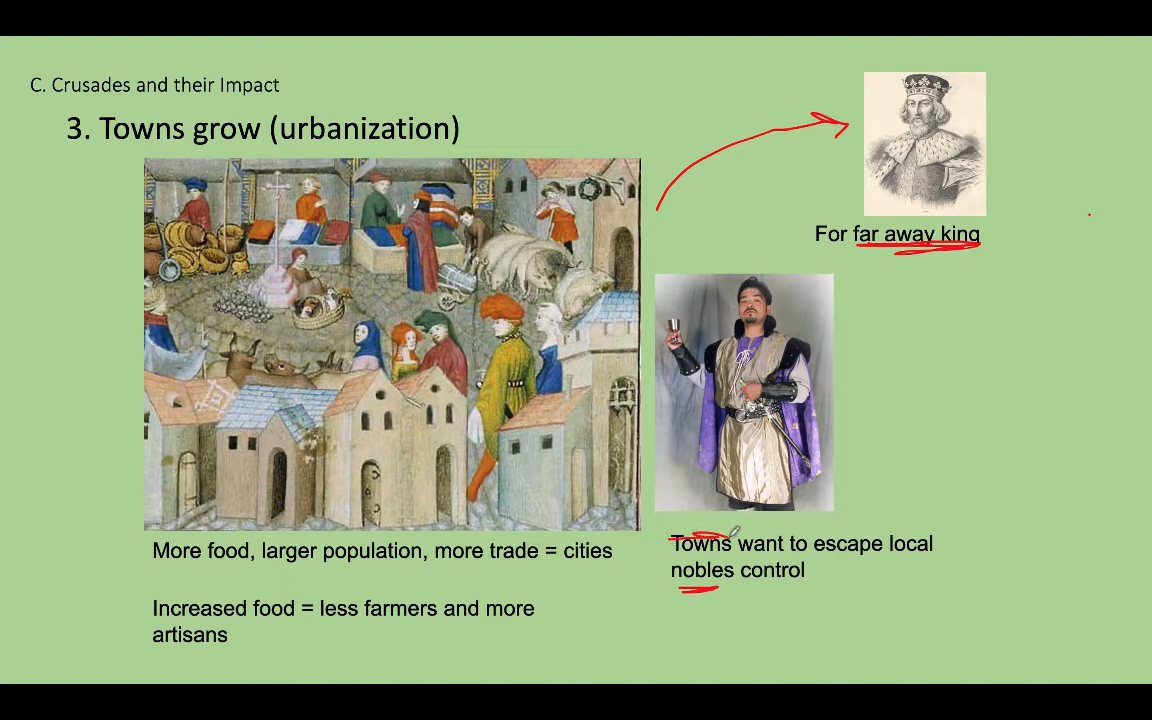 C. Crusades and their Impact
3. Towns grow (urbanization)
For far away king
More food, larger population, more trade = cities
Towns want to escape local
nobles control
Increased food = less farmers and more
artisans